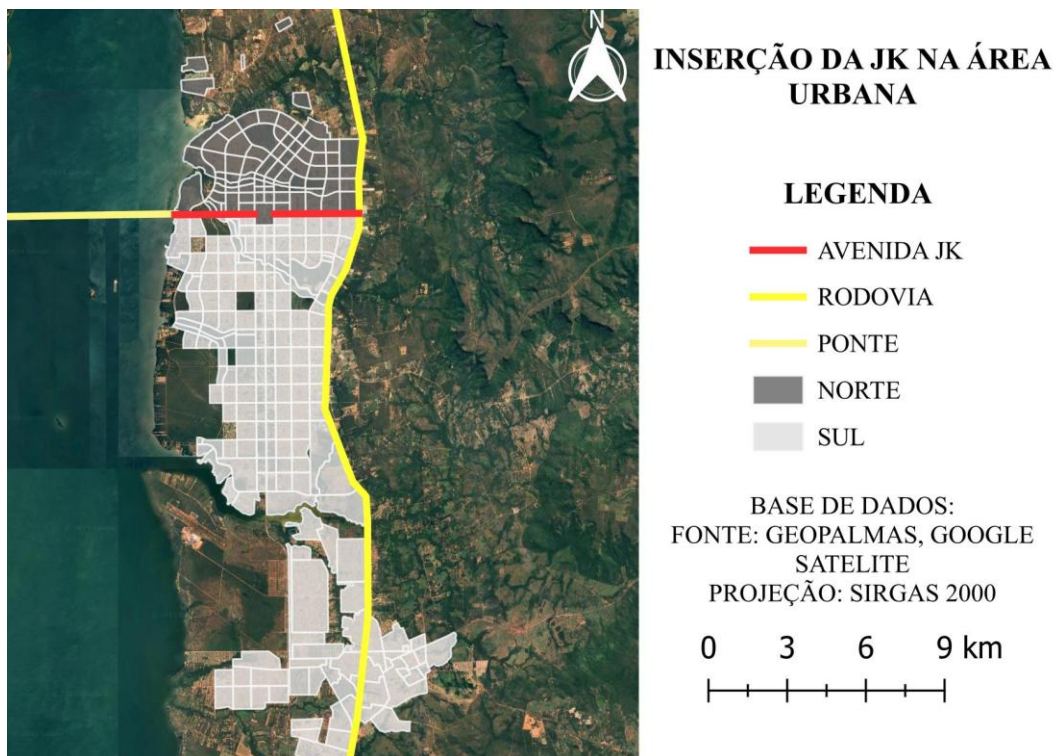 N
INSERÇÃO DA JK NA ÁREA
URBANA
LEGENDA
AVENIDA JK
RODOVIA
PONTE
NORTE
SUL
BASE DE DADOS:
FONTE: GEOPALMAS, GOOGLE
SATELITE
PROJEÇÃO: SIRGAS 2000
0 3 6 9 km